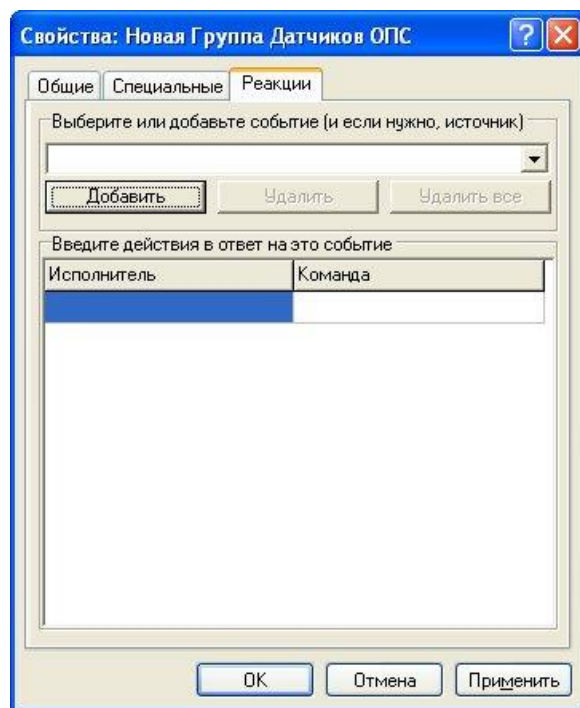 Свойства: Новая Группа Датчиков ОПС
Общие Специальные Реакции
Выберите или добавьте событие (и если нужно, источник)
Добавить Удалить Удалить все
Введите действия в ответ на это событие
Исполнитель Команда
OK Отмена Применить